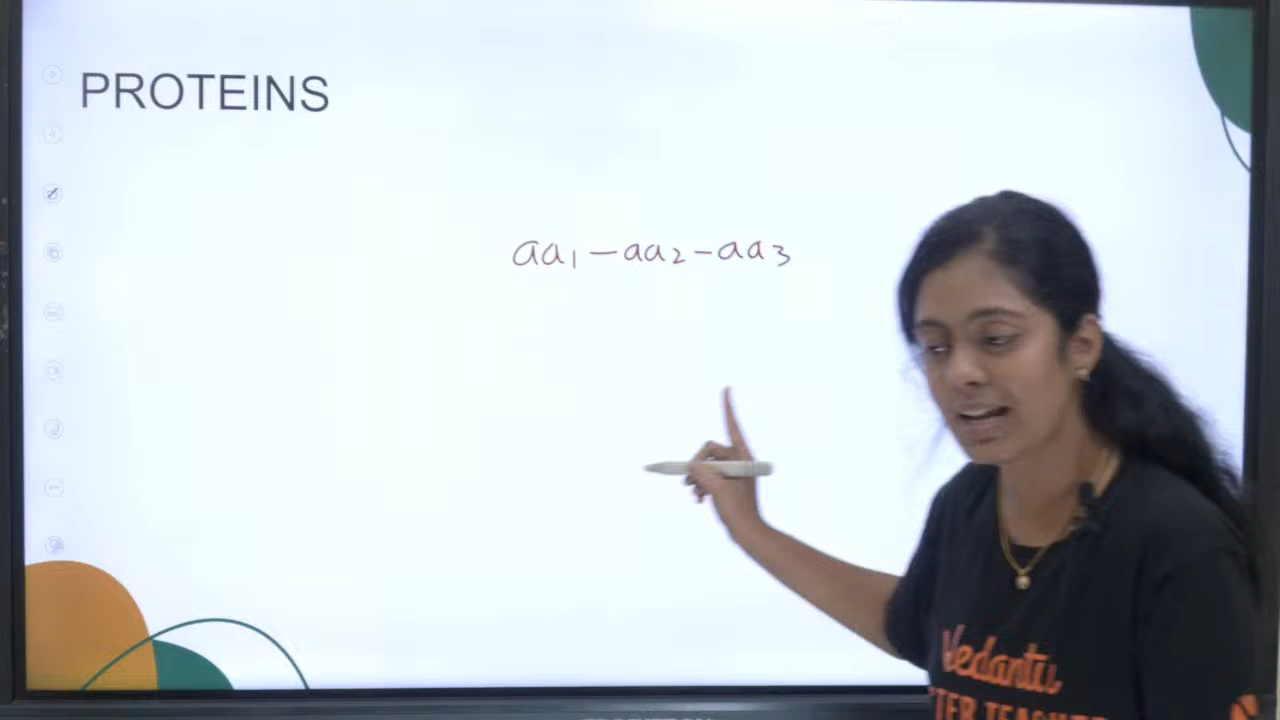 PROTEINS
aa₁ – aa₂ – aa₃
Vedantu